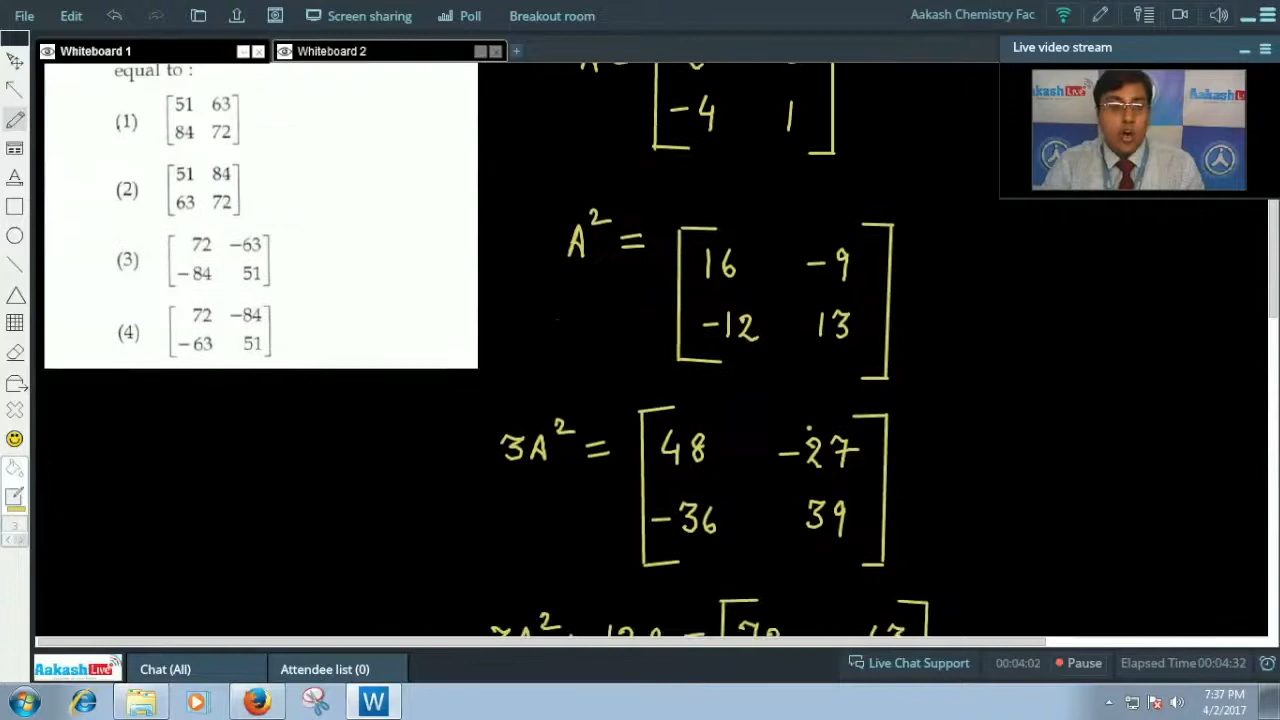 File Edit Screen sharing Poll Breakout room Aakash Chemistry Fac
Whiteboard 1 Whiteboard 2 Live video stream
equal to :
(1) [51 63
84 72]
(2) [51 84
63 72]
(3) [72 −63
−84 51]
(4) [72 −84
−63 51]
−4 1
A² = [16 −9
−12 13]
3A² = [48 −27
−36 39]
3
AakashLive Chat (All) Attendee list (0) Live Chat Support 00:04:02 Pause Elapsed Time 00:04:32
7:37 PM
4/2/2017